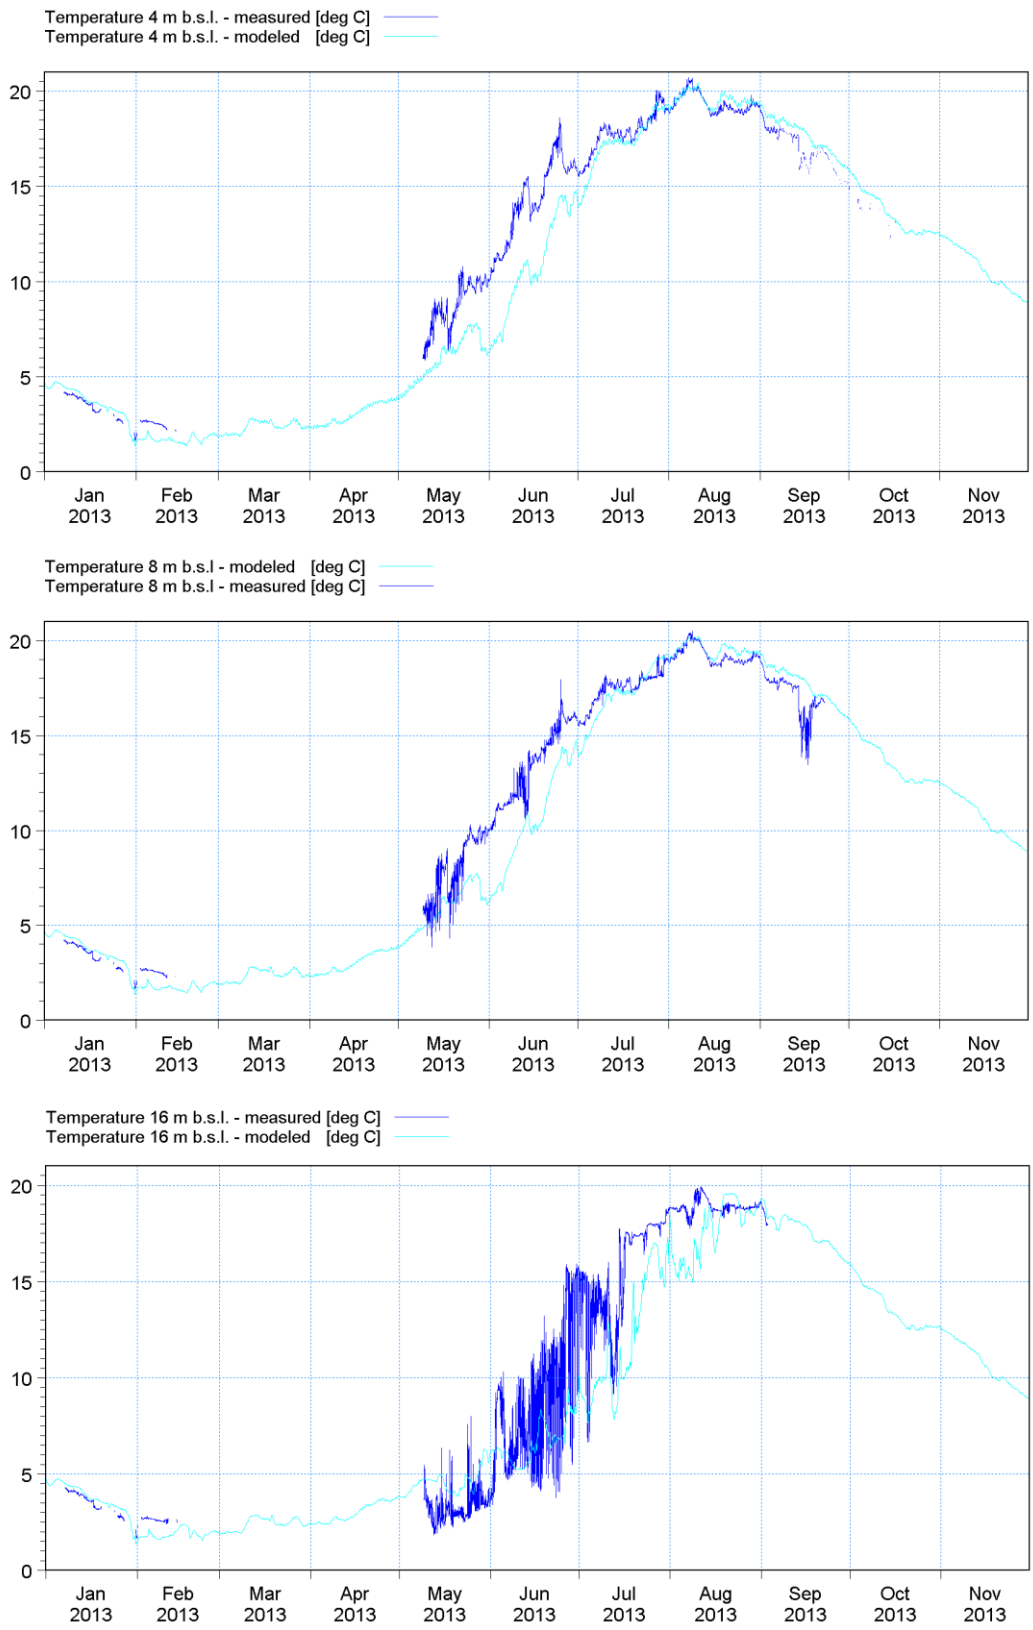 Temperature 4 m b.s.l. - measured [deg C]
Temperature 4 m b.s.l. - modeled [deg C]
20
15
10
5
0
Jan Feb Mar Apr May Jun Jul Aug Sep Oct Nov
2013 2013 2013 2013 2013 2013 2013 2013 2013 2013 2013
Temperature 8 m b.s.l - modeled [deg C]
Temperature 8 m b.s.l - measured [deg C]
20
15
10
5
0
Jan Feb Mar Apr May Jun Jul Aug Sep Oct Nov
2013 2013 2013 2013 2013 2013 2013 2013 2013 2013 2013
Temperature 16 m b.s.l. - measured [deg C]
Temperature 16 m b.s.l. - modeled [deg C]
20
15
10
5
0
Jan Feb Mar Apr May Jun Jul Aug Sep Oct Nov
2013 2013 2013 2013 2013 2013 2013 2013 2013 2013 2013